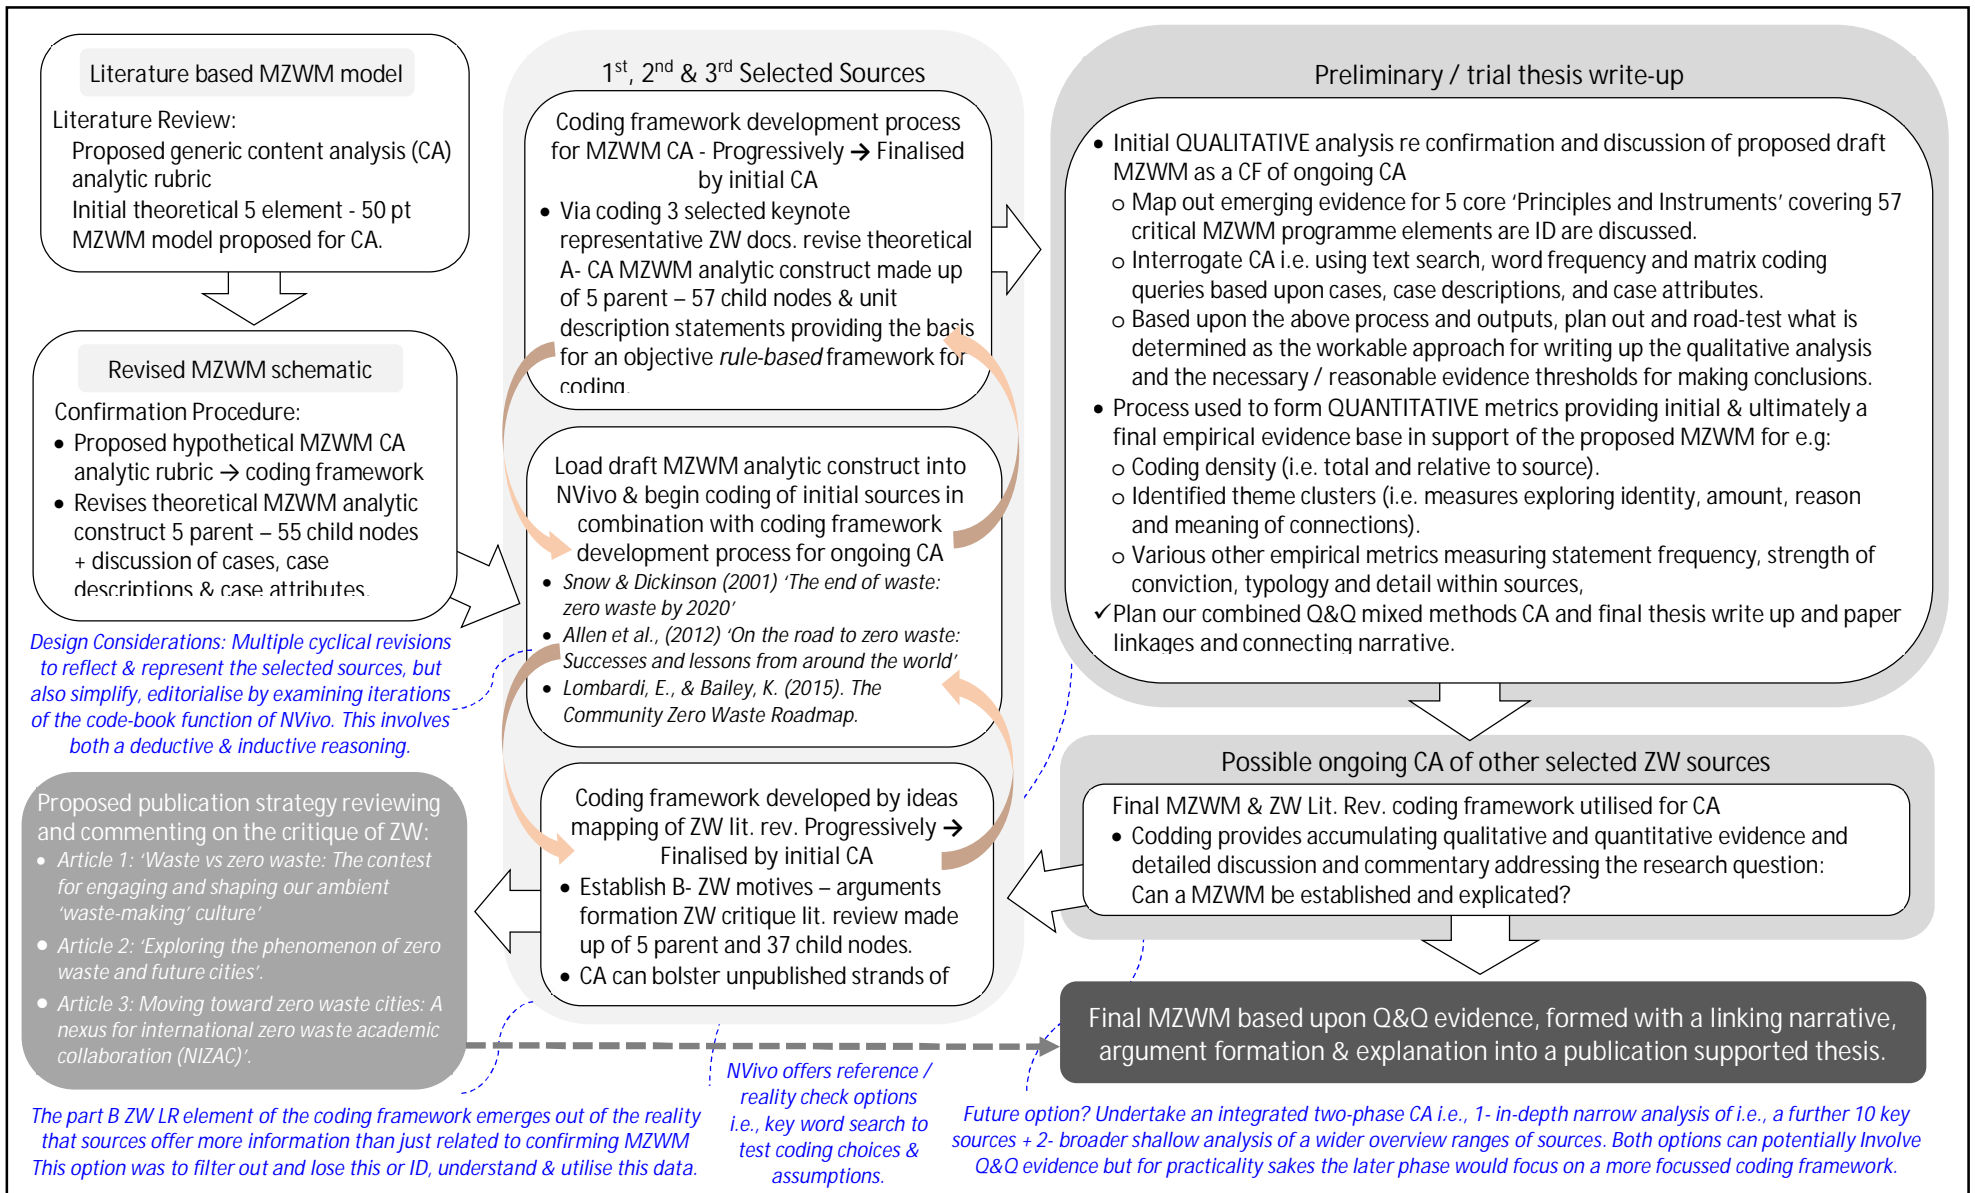 Literature based MZWM model
Literature Review:
Proposed generic content analysis (CA)
analytic rubric
Initial theoretical 5 element - 50 pt
MZWM model proposed for CA.
Revised MZWM schematic
Confirmation Procedure:
• Proposed hypothetical MZWM CA
analytic rubric → coding framework
• Revises theoretical MZWM analytic
construct 5 parent – 55 child nodes
+ discussion of cases, case
descriptions & case attributes.
Design Considerations: Multiple cyclical revisions
to reflect & represent the selected sources, but
also simplify, editorialise by examining iterations
of the code-book function of NVivo. This involves
both a deductive & inductive reasoning.
Proposed publication strategy reviewing
and commenting on the critique of ZW:
• Article 1: ‘Waste vs zero waste: The contest
for engaging and shaping our ambient
‘waste-making’ culture’
• Article 2: ‘Exploring the phenomenon of zero
waste and future cities’.
• Article 3: Moving toward zero waste cities: A
nexus for international zero waste academic
collaboration (NIZAC)’.
The part B ZW LR element of the coding framework emerges out of the reality
that sources offer more information than just related to confirming MZWM
This option was to filter out and lose this or ID, understand & utilise this data.
1st, 2nd & 3rd Selected Sources
Coding framework development process
for MZWM CA - Progressively → Finalised
by initial CA
• Via coding 3 selected keynote
representative ZW docs. revise theoretical
A- CA MZWM analytic construct made up
of 5 parent – 57 child nodes & unit
description statements providing the basis
for an objective rule-based framework for
coding.
Load draft MZWM analytic construct into
NVivo & begin coding of initial sources in
combination with coding framework
development process for ongoing CA
• Snow & Dickinson (2001) ‘The end of waste:
zero waste by 2020’
• Allen et al., (2012) ‘On the road to zero waste:
Successes and lessons from around the world’
• Lombardi, E., & Bailey, K. (2015). The
Community Zero Waste Roadmap.
Coding framework developed by ideas
mapping of ZW lit. rev. Progressively →
Finalised by initial CA
• Establish B- ZW motives – arguments
formation ZW critique lit. review made
up of 5 parent and 37 child nodes.
• CA can bolster unpublished strands of
NVivo offers reference /
reality check options
i.e., key word search to
test coding choices &
assumptions.
Preliminary / trial thesis write-up
• Initial QUALITATIVE analysis re confirmation and discussion of proposed draft
MZWM as a CF of ongoing CA
o Map out emerging evidence for 5 core ‘Principles and Instruments’ covering 57
critical MZWM programme elements are ID are discussed.
o Interrogate CA i.e. using text search, word frequency and matrix coding
queries based upon cases, case descriptions, and case attributes.
o Based upon the above process and outputs, plan out and road-test what is
determined as the workable approach for writing up the qualitative analysis
and the necessary / reasonable evidence thresholds for making conclusions.
• Process used to form QUANTITATIVE metrics providing initial & ultimately a
final empirical evidence base in support of the proposed MZWM for e.g:
o Coding density (i.e. total and relative to source).
o Identified theme clusters (i.e. measures exploring identity, amount, reason
and meaning of connections).
o Various other empirical metrics measuring statement frequency, strength of
conviction, typology and detail within sources,
✓ Plan our combined Q&Q mixed methods CA and final thesis write up and paper
linkages and connecting narrative.
Possible ongoing CA of other selected ZW sources
Final MZWM & ZW Lit. Rev. coding framework utilised for CA
• Codding provides accumulating qualitative and quantitative evidence and
detailed discussion and commentary addressing the research question:
Can a MZWM be established and explicated?
Final MZWM based upon Q&Q evidence, formed with a linking narrative,
argument formation & explanation into a publication supported thesis.
Future option? Undertake an integrated two-phase CA i.e., 1- in-depth narrow analysis of i.e., a further 10 key
sources + 2- broader shallow analysis of a wider overview ranges of sources. Both options can potentially Involve
Q&Q evidence but for practicality sakes the later phase would focus on a more focussed coding framework.